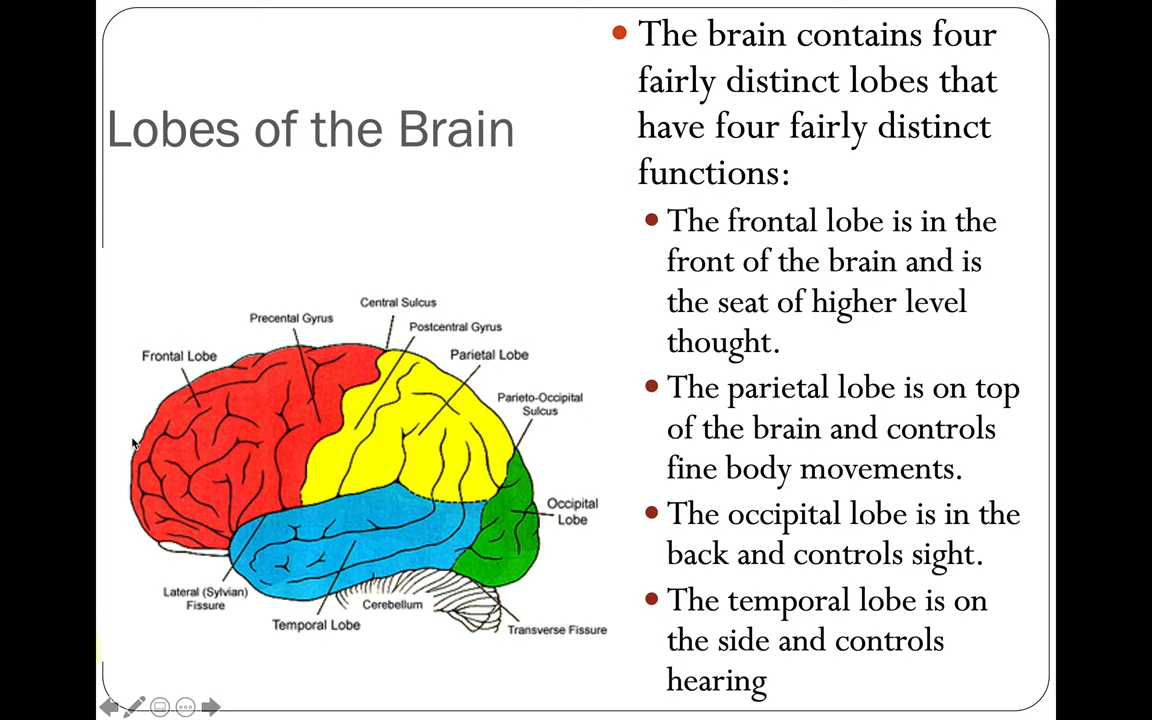 Lobes of the Brain
Central Sulcus
Precental Gyrus
Postcentral Gyrus
Frontal Lobe
Parietal Lobe
Parieto-Occipital
Sulcus
Occipital
Lobe
Lateral (Sylvian)
Fissure
Cerebellum
Temporal Lobe
Transverse Fissure
• The brain contains four
fairly distinct lobes that
have four fairly distinct
functions:
• The frontal lobe is in the
front of the brain and is
the seat of higher level
thought.
• The parietal lobe is on top
of the brain and controls
fine body movements.
• The occipital lobe is in the
back and controls sight.
• The temporal lobe is on
the side and controls
hearing